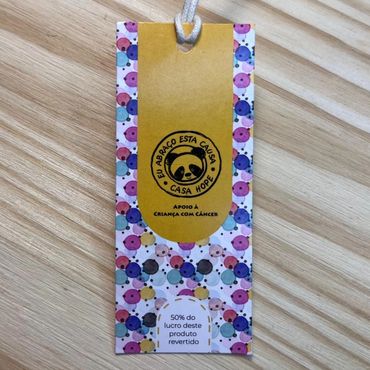 EU ABRAÇO ESTA CAUSA
CASA HOPE
APOIO À
CRIANÇA COM CÂNCER
50% do
lucro deste
produto
revertido